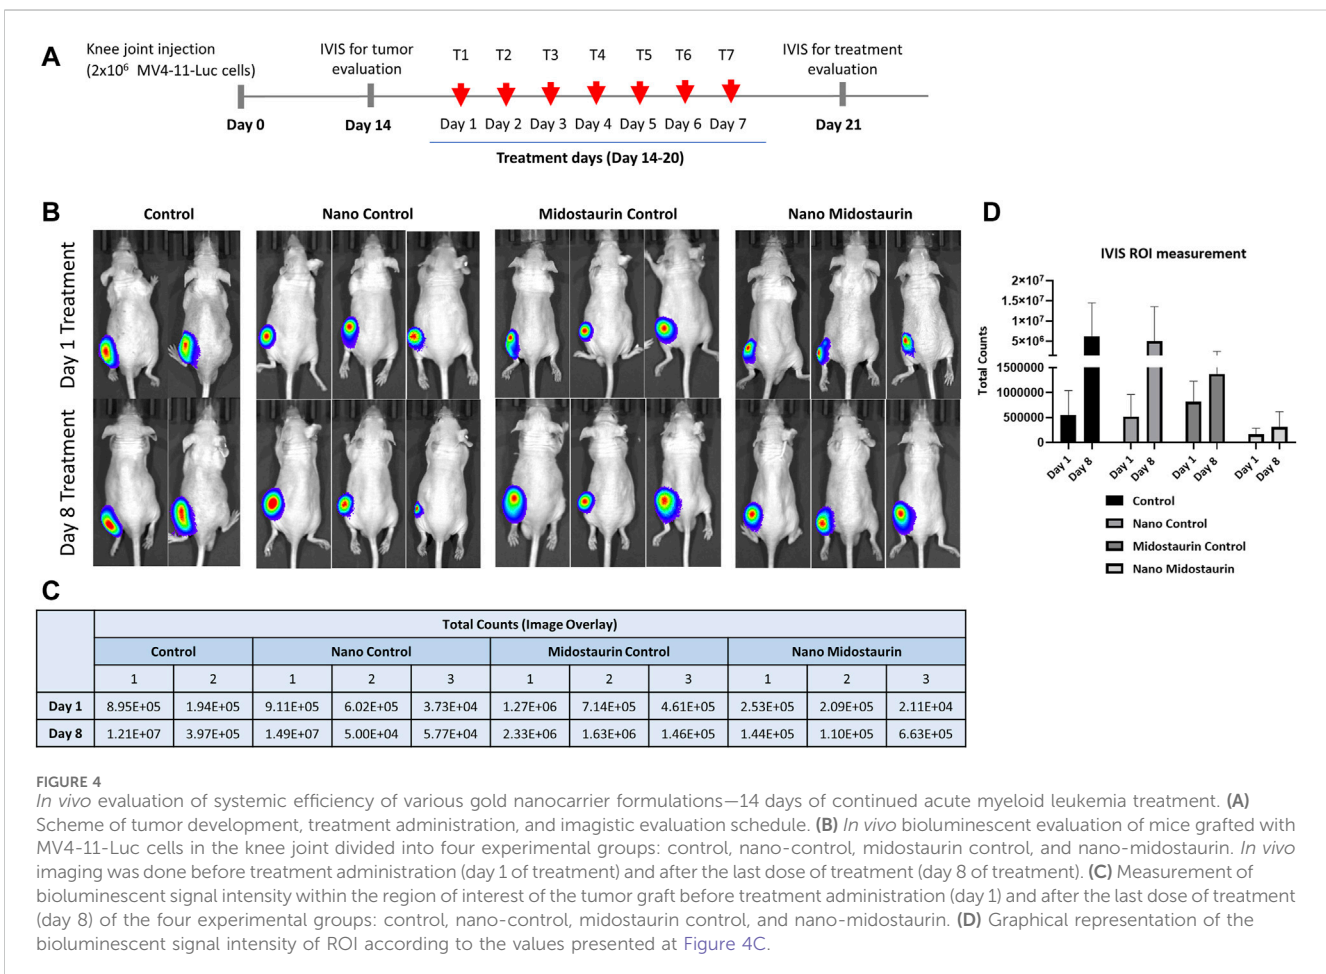 A
Knee joint injection
(2x10⁶ MV4-11-Luc cells)
IVIS for tumor
evaluation
T1 T2 T3 T4 T5 T6 T7
IVIS for treatment
evaluation
Day 0 Day 14 Day 1 Day 2 Day 3 Day 4 Day 5 Day 6 Day 7 Day 21
Treatment days (Day 14-20)
B
Control Nano Control Midostaurin Control Nano Midostaurin
Day 1 Treatment
Day 8 Treatment
D
IVIS ROI measurement
Total Counts
2×10⁷
1.5×10⁷
1×10⁷
5×10⁶
1500000
1000000
500000
0
Day 1 Day 8 Day 1 Day 8 Day 1 Day 8 Day 1 Day 8
Control
Nano Control
Midostaurin Control
Nano Midostaurin
C
Total Counts (Image Overlay)
Control Nano Control Midostaurin Control Nano Midostaurin
1 2 1 2 3 1 2 3 1 2 3
Day 1 8.95E+05 1.94E+05 9.11E+05 6.02E+05 3.73E+04 1.27E+06 7.14E+05 4.61E+05 2.53E+05 2.09E+05 2.11E+04
Day 8 1.21E+07 3.97E+05 1.49E+07 5.00E+04 5.77E+04 2.33E+06 1.63E+06 1.46E+05 1.44E+05 1.10E+05 6.63E+05
FIGURE 4
In vivo evaluation of systemic efficiency of various gold nanocarrier formulations—14 days of continued acute myeloid leukemia treatment. (A)
Scheme of tumor development, treatment administration, and imagistic evaluation schedule. (B) In vivo bioluminescent evaluation of mice grafted with
MV4-11-Luc cells in the knee joint divided into four experimental groups: control, nano-control, midostaurin control, and nano-midostaurin. In vivo
imaging was done before treatment administration (day 1 of treatment) and after the last dose of treatment (day 8 of treatment). (C) Measurement of
bioluminescent signal intensity within the region of interest of the tumor graft before treatment administration (day 1) and after the last dose of treatment
(day 8) of the four experimental groups: control, nano-control, midostaurin control, and nano-midostaurin. (D) Graphical representation of the
bioluminescent signal intensity of ROI according to the values presented at Figure 4C.